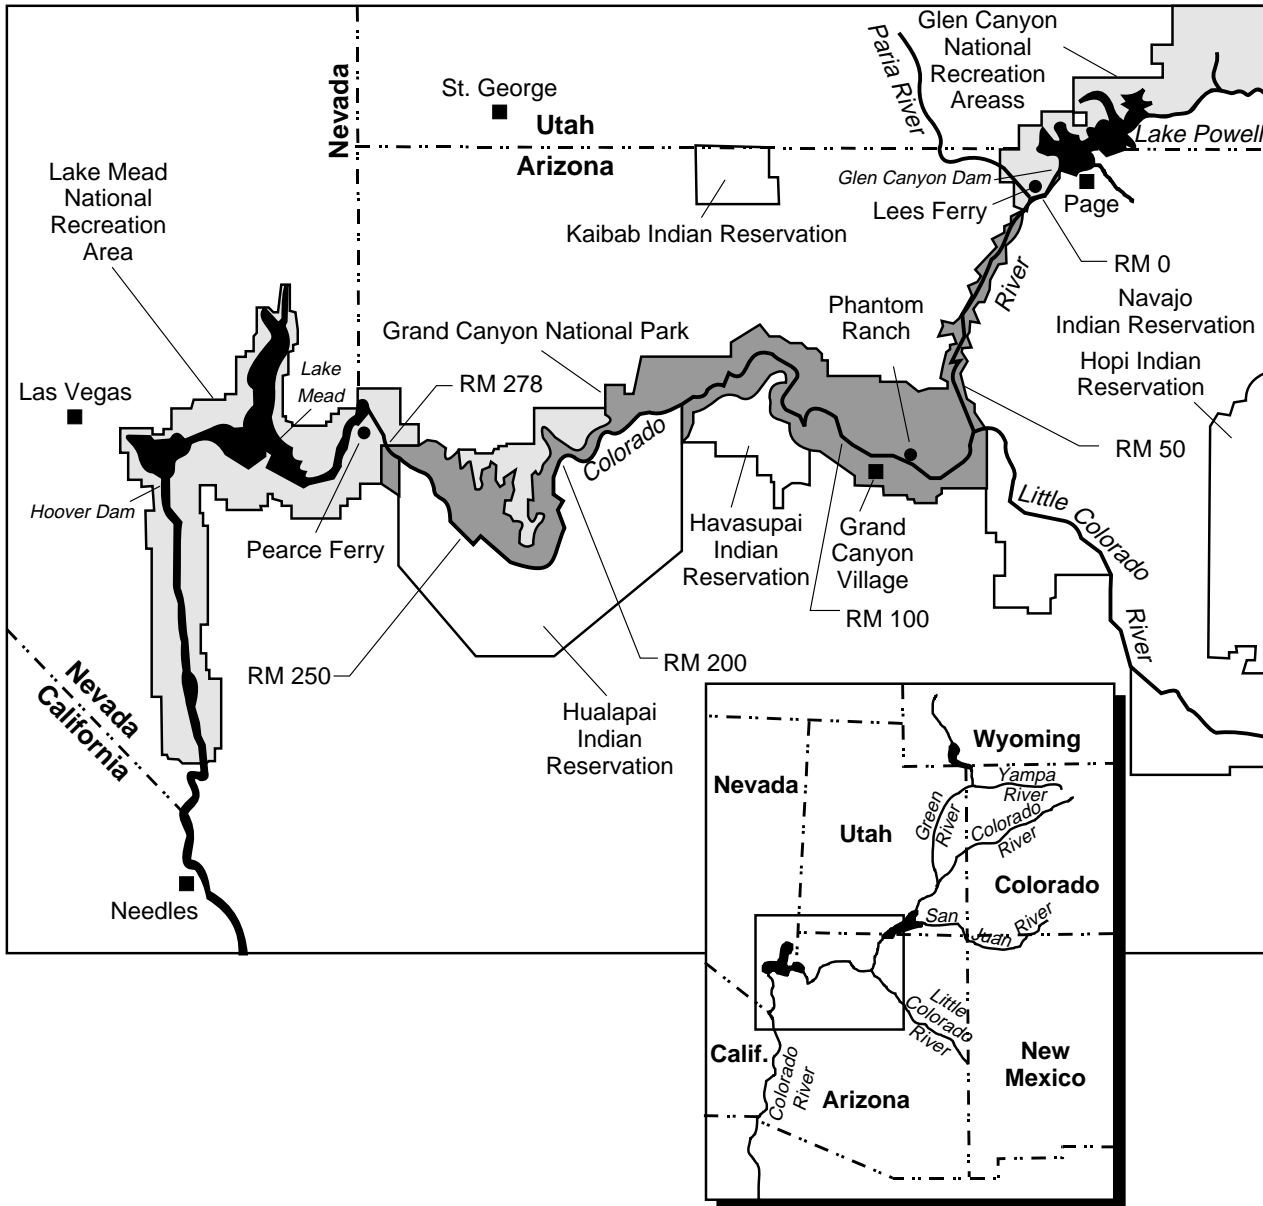 Glen Canyon
National
Recreation
Areass
Paria River
Nevada
St. George
Utah
Arizona
Lake Powell
Lake Mead
National
Recreation
Area
Glen Canyon Dam
Lees Ferry
Page
Kaibab Indian Reservation
RM 0
River
Navajo
Indian Reservation
Phantom
Ranch
Grand Canyon National Park
Hopi Indian
Reservation
Lake
Mead
RM 278
Las Vegas
Colorado
RM 50
Hoover Dam
Little Colorado
River
Pearce Ferry
Havasupai
Indian
Reservation
Grand
Canyon
Village
RM 100
RM 250
RM 200
Nevada
California
Hualapai
Indian
Reservation
Needles
Wyoming
Nevada
Yampa
River
Green
River
Colorado
River
Utah
Colorado
San
Juan
River
Little
Colorado
River
Calif.
Colorado
River
New
Mexico
Arizona